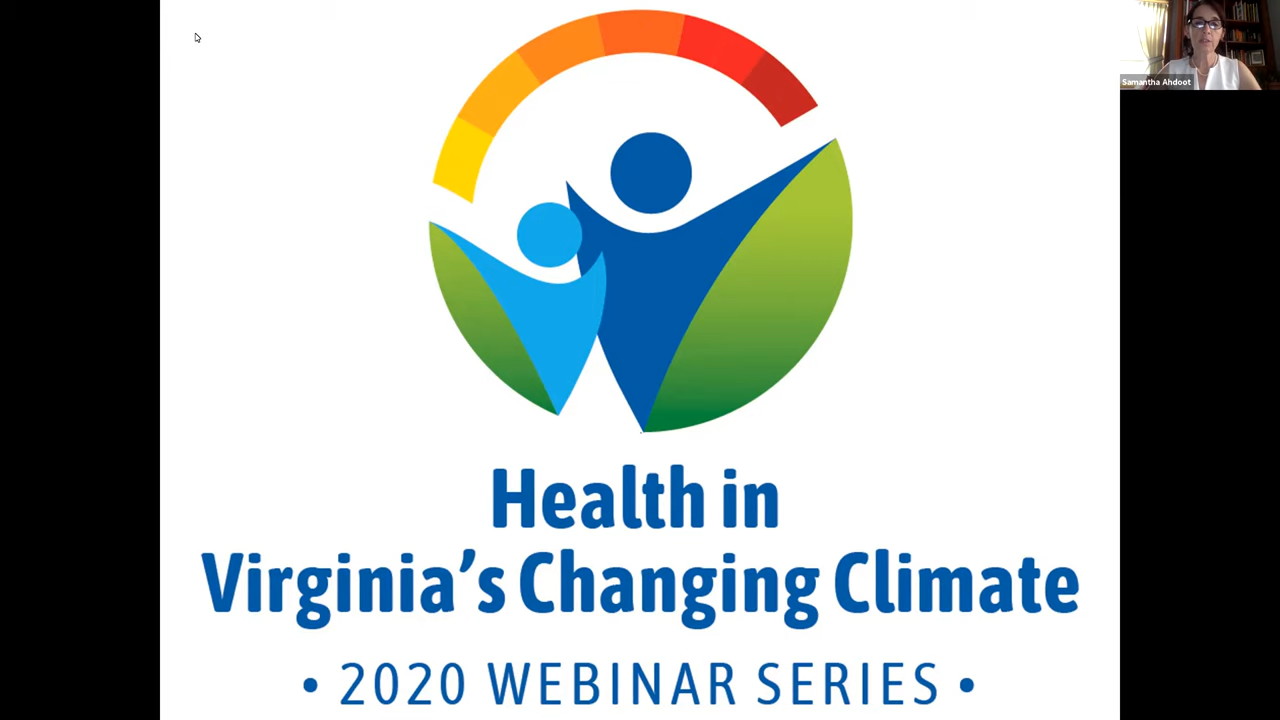 Samantha Ahdoot
Health in
Virginia's Changing Climate
• 2020 WEBINAR SERIES •